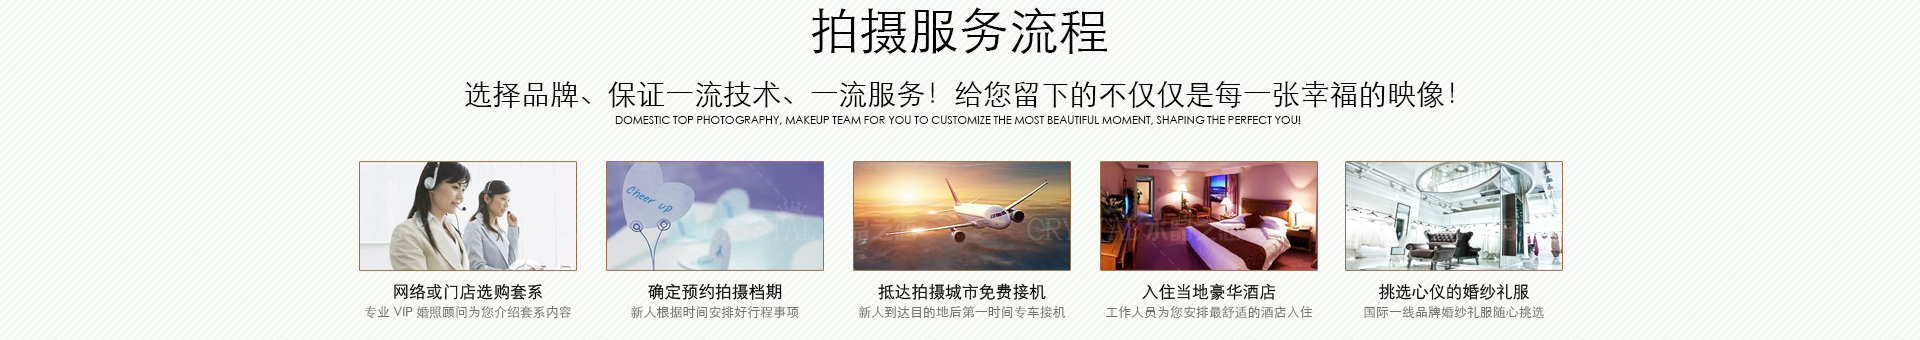 拍摄服务流程
选择品牌、保证一流技术、一流服务！给您留下的不仅仅是每一张幸福的映像！
DOMESTIC TOP PHOTOGRAPHY, MAKEUP TEAM FOR YOU TO CUSTOMIZE THE MOST BEAUTIFUL MOMENT, SHAPING THE PERFECT YOU!
Cheer up
网络或门店选购套系
专业 VIP 婚照顾问为您介绍套系内容
确定预约拍摄档期
新人根据时间安排好行程事项
抵达拍摄城市免费接机
新人到达目的地后第一时间专车接机
入住当地豪华酒店
工作人员为您安排最舒适的酒店入住
挑选心仪的婚纱礼服
国际一线品牌婚纱礼服随心挑选